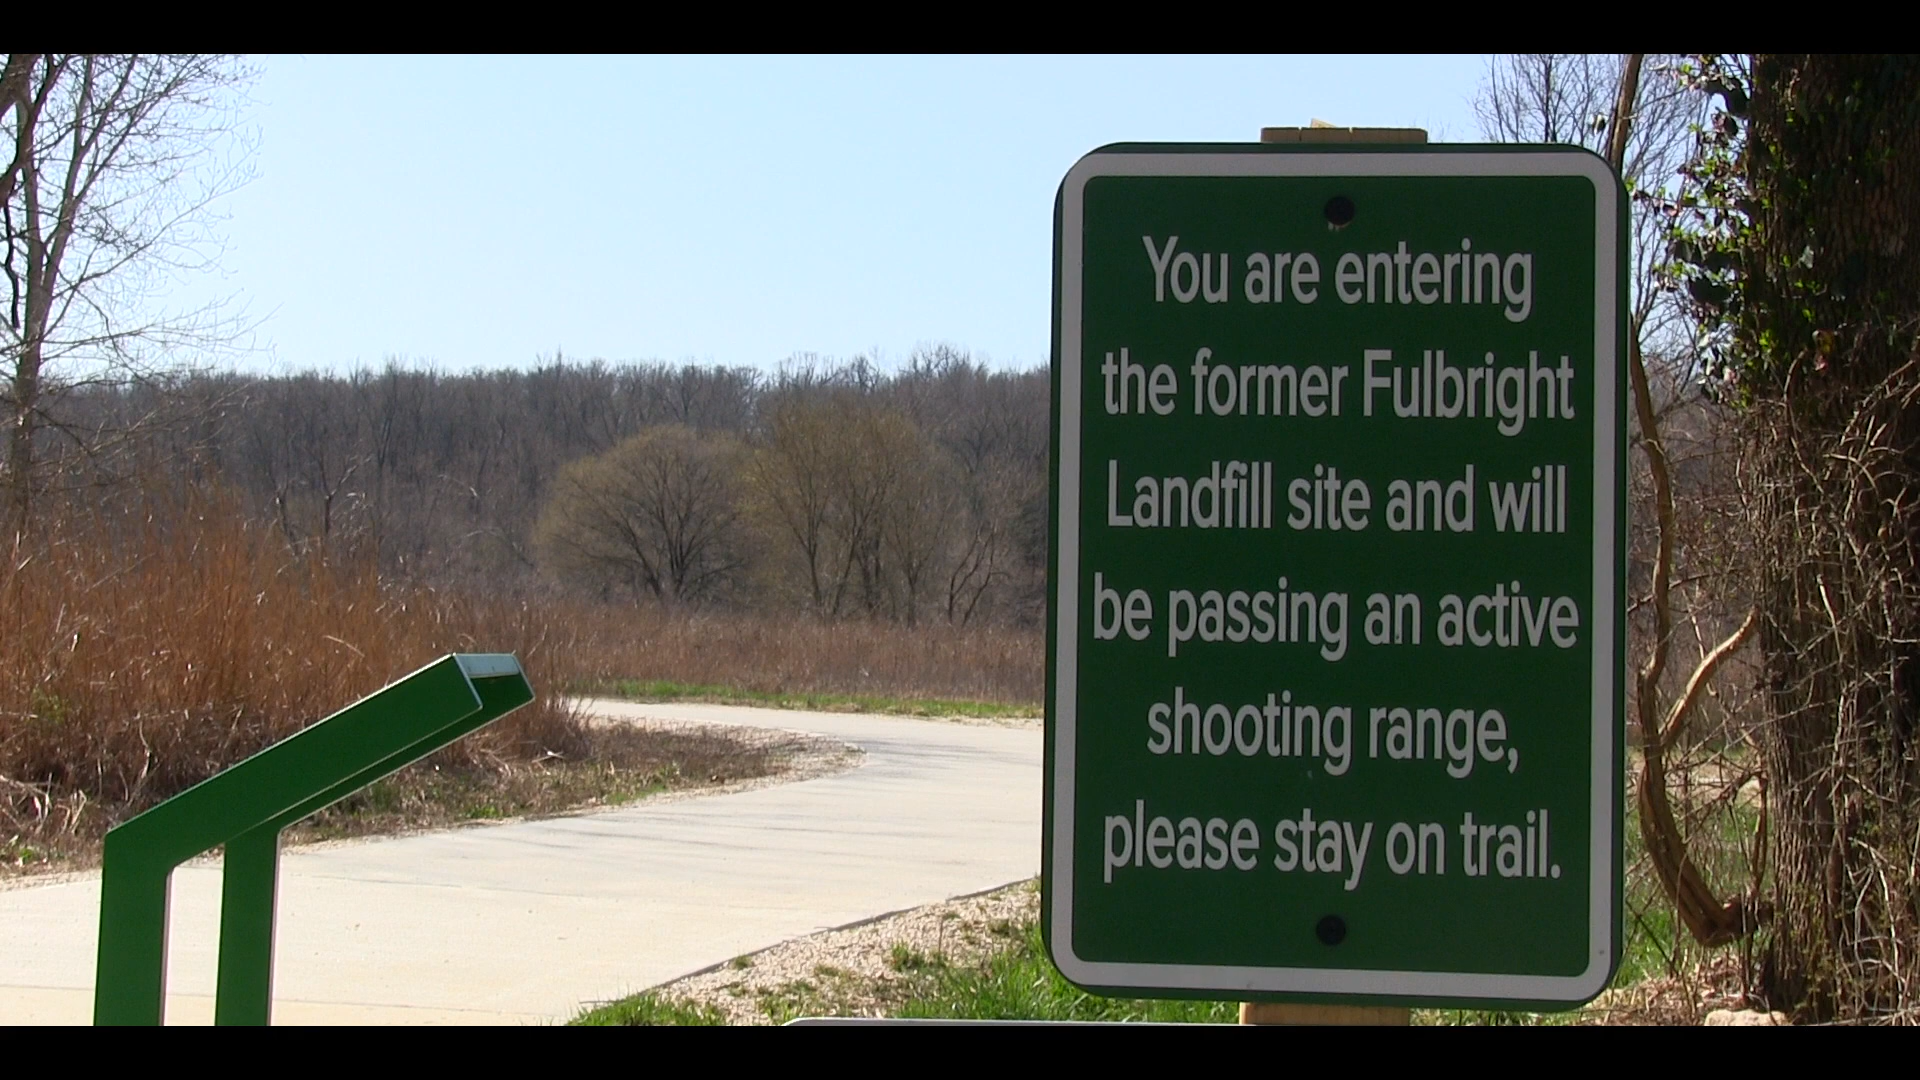 You are entering
the former Fulbright
Landfill site and will
be passing an active
shooting range,
please stay on trail.